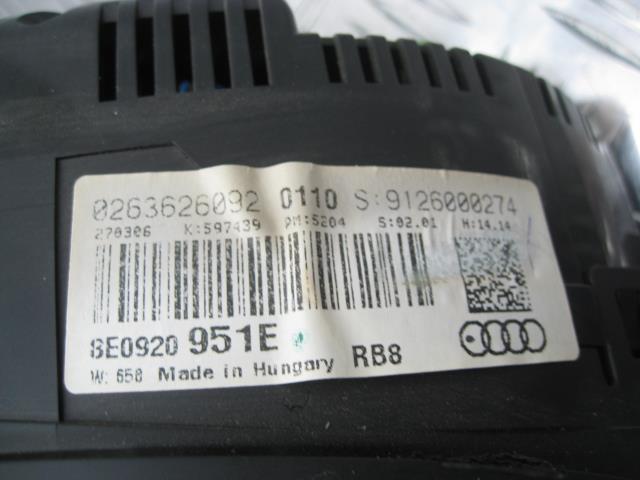 0263626092 0110 S:9126000274
270306 K:597439 PM:5204 S:02.01 H:14.14
8E0920 951E
W: 658 Made in Hungary RB8